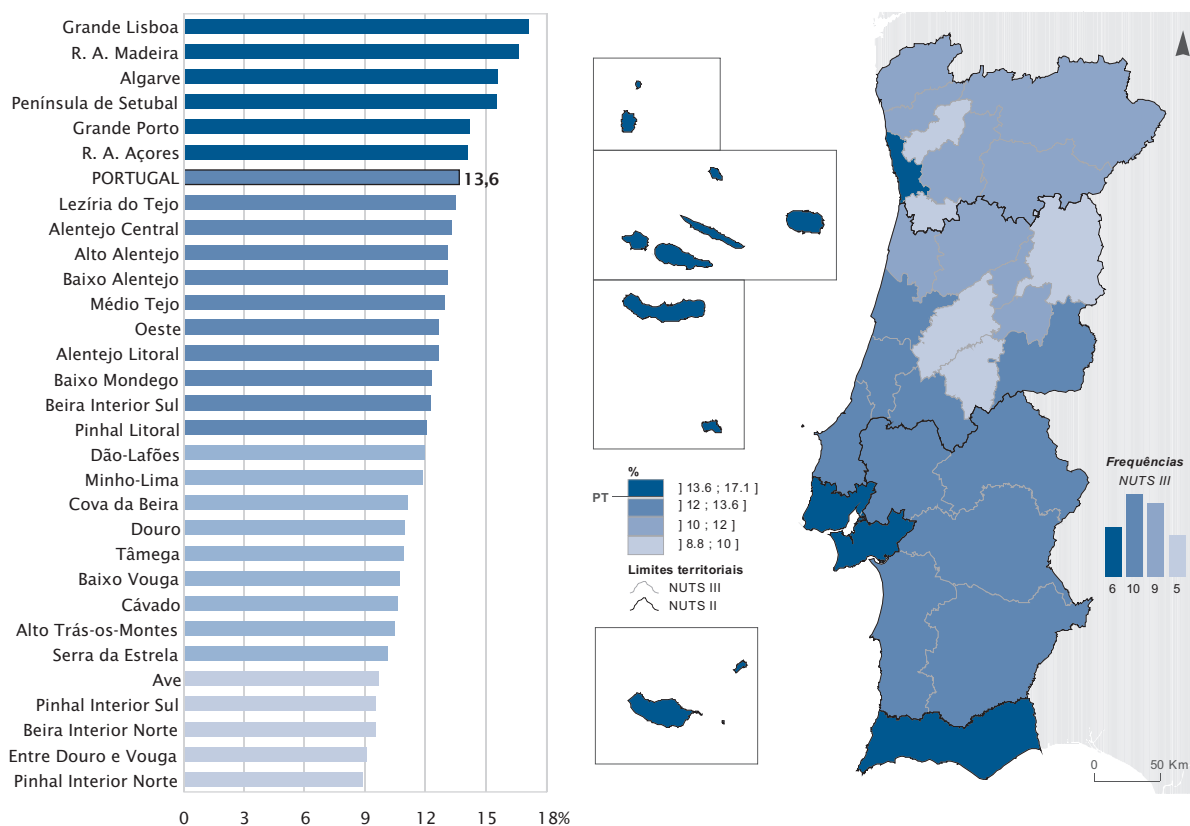 Grande Lisboa
R. A. Madeira
Algarve
Península de Setubal
Grande Porto
R. A. Açores
PORTUGAL 13,6
Lezíria do Tejo
Alentejo Central
Alto Alentejo
Baixo Alentejo
Médio Tejo
Oeste
Alentejo Litoral
Baixo Mondego
Beira Interior Sul
Pinhal Litoral
Dão-Lafões
Minho-Lima
Cova da Beira
Douro
Tâmega
Baixo Vouga
Cávado
Alto Trás-os-Montes
Serra da Estrela
Ave
Pinhal Interior Sul
Beira Interior Norte
Entre Douro e Vouga
Pinhal Interior Norte
0 3 6 9 12 15 18%
%
PT
] 13.6 ; 17.1 ]
] 12 ; 13.6 ]
] 10 ; 12 ]
] 8.8 ; 10 ]
Limites territoriais
NUTS III
NUTS II
Frequências
NUTS III
6 10 9 5
0 50 Km